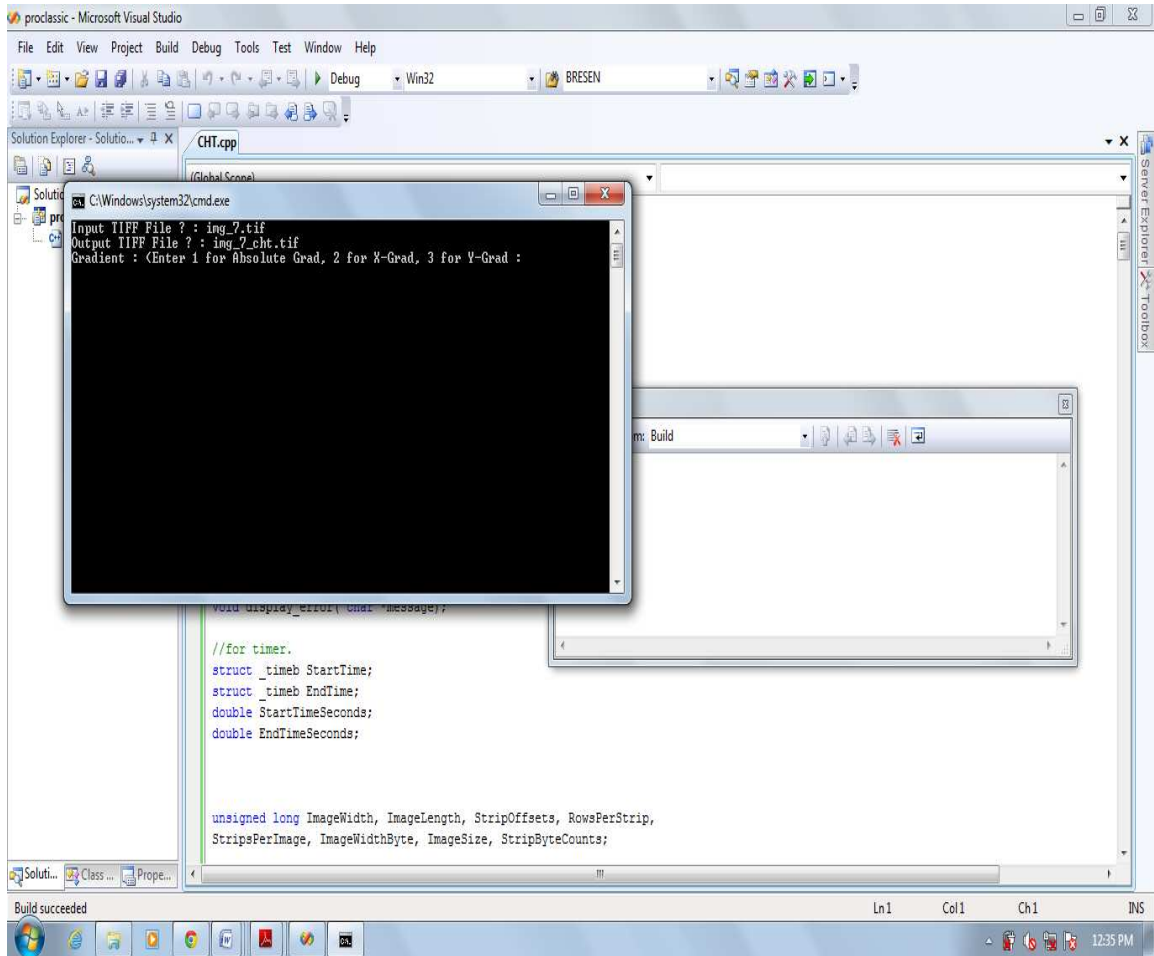 proclassic - Microsoft Visual Studio
File Edit View Project Build Debug Tools Test Window Help
Debug Win32 BRESEN
Solution Explorer - Solutio...
CHT.cpp
(Global Scope)
C:\Windows\system32\cmd.exe
Input TIFF File ? : img_7.tif
Output TIFF File ? : img_7_cht.tif
Gradient : (Enter 1 for Absolute Grad, 2 for X-Grad, 3 for Y-Grad :
Server Explorer
Toolbox
Build
void display_error( char *message);
//for timer.
struct _timeb StartTime;
struct _timeb EndTime;
double StartTimeSeconds;
double EndTimeSeconds;
unsigned long ImageWidth, ImageLength, StripOffsets, RowsPerStrip,
StripsPerImage, ImageWidthByte, ImageSize, StripByteCounts;
Soluti... Class ... Prope...
Build succeeded Ln 1 Col 1 Ch 1 INS
12:35 PM